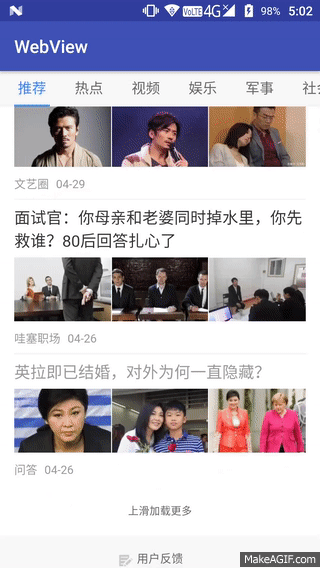 VoLTE 4G 98% 5:02
WebView
推荐 热点 视频 娱乐 军事 社会
文艺圈 04-29
面试官：你母亲和老婆同时掉水里，你先
救谁？80后回答扎心了
哇塞职场 04-26
英拉即已结婚，对外为何一直隐藏？
问答 04-26
上滑加载更多
用户反馈
MakeAGIF.com